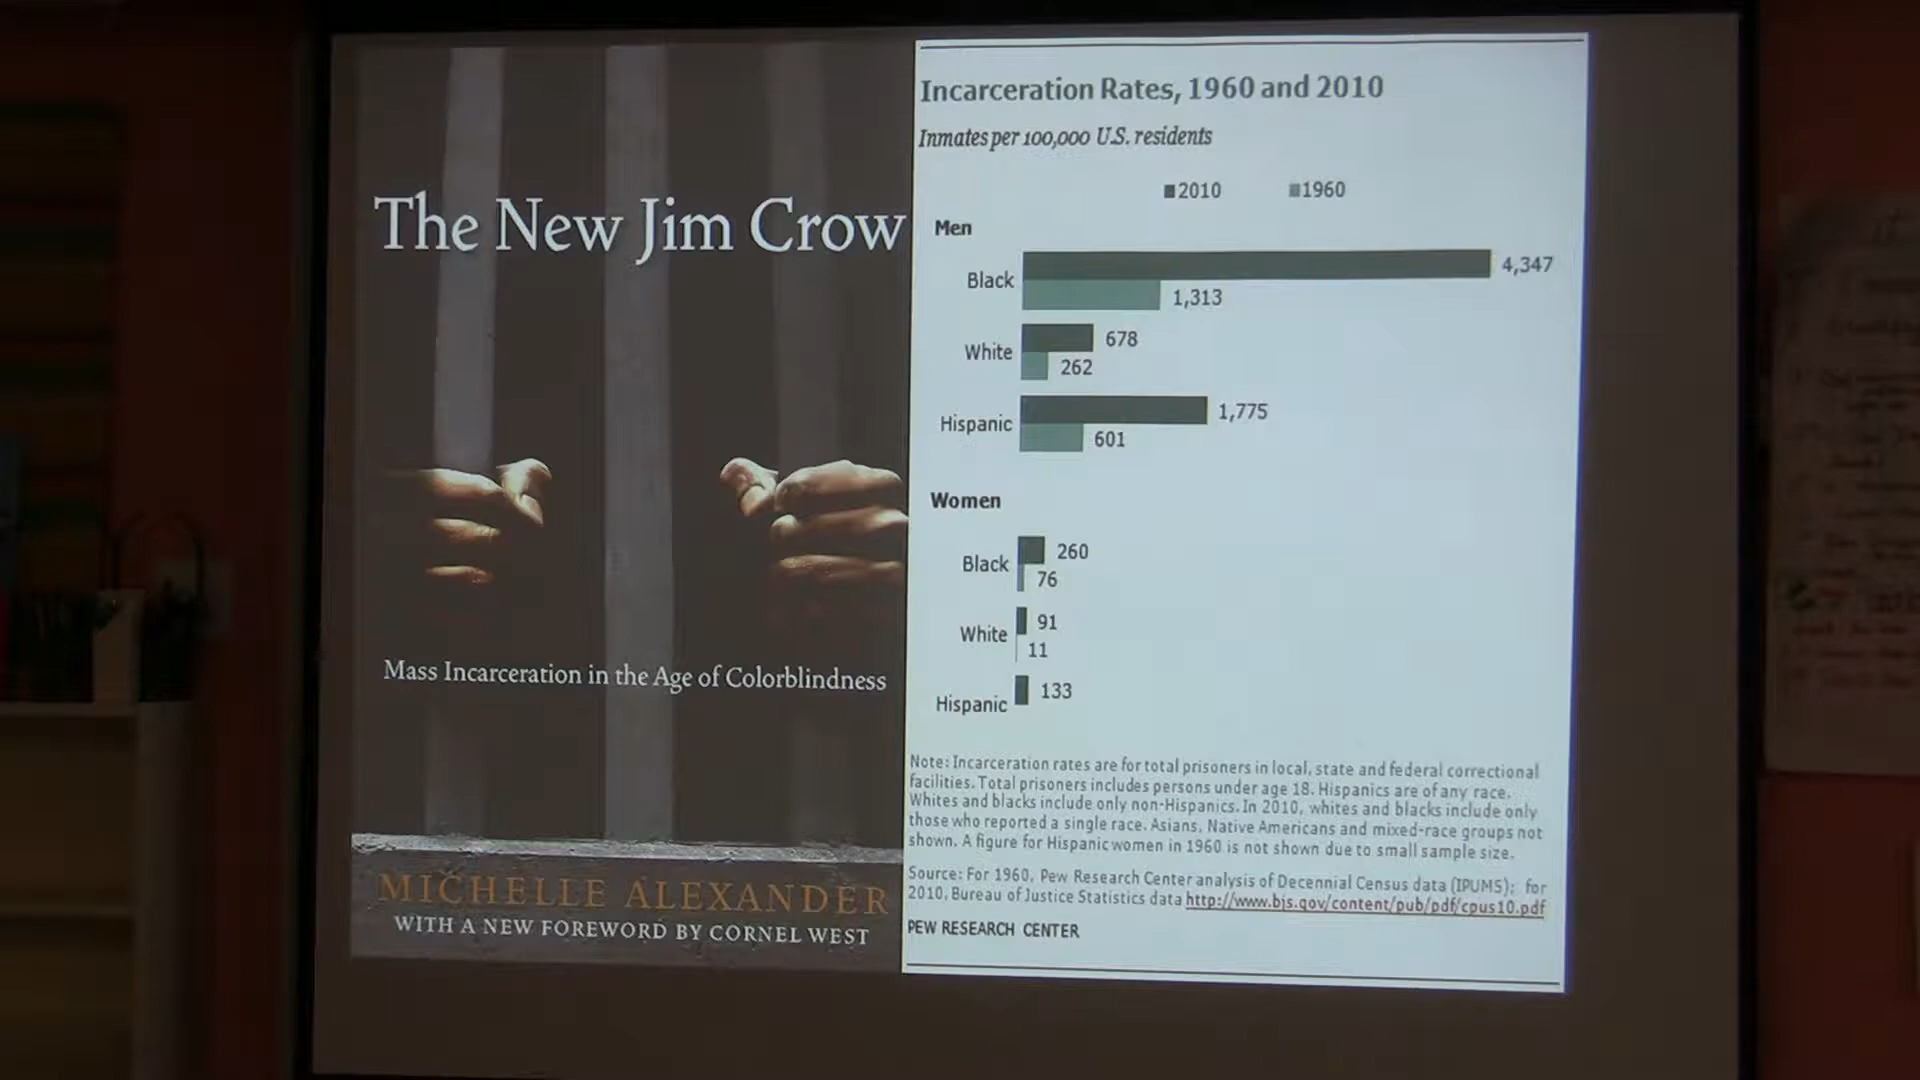 The New Jim Crow
Mass Incarceration in the Age of Colorblindness
MICHELLE ALEXANDER
WITH A NEW FOREWORD BY CORNEL WEST
Incarceration Rates, 1960 and 2010
Inmates per 100,000 U.S. residents
2010 1960
Men
Black 4,347
1,313
White 678
262
Hispanic 1,775
601
Women
Black 260
76
White 91
11
Hispanic 133
Note: Incarceration rates are for total prisoners in local, state and federal correctional
facilities. Total prisoners includes persons under age 18. Hispanics are of any race.
Whites and blacks include only non-Hispanics. In 2010, whites and blacks include only
those who reported a single race. Asians, Native Americans and mixed-race groups not
shown. A figure for Hispanic women in 1960 is not shown due to small sample size.
Source: For 1960, Pew Research Center analysis of Decennial Census data (IPUMS); for
2010, Bureau of Justice Statistics data http://www.bjs.gov/content/pub/pdf/cpus10.pdf
PEW RESEARCH CENTER